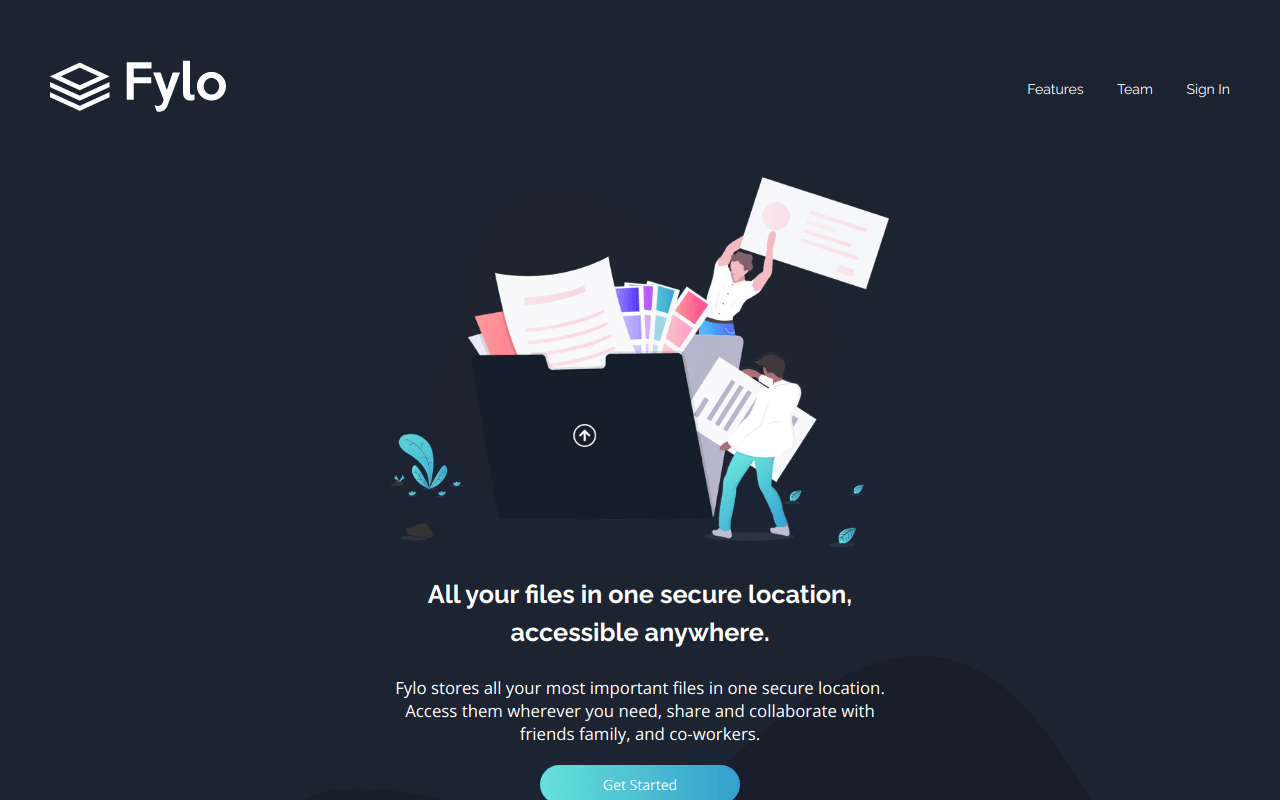 Fylo
Features
Team
Sign In
All your files in one secure location,
accessible anywhere.
Fylo stores all your most important files in one secure location.
Access them wherever you need, share and collaborate with
friends family, and co-workers.
Get Started